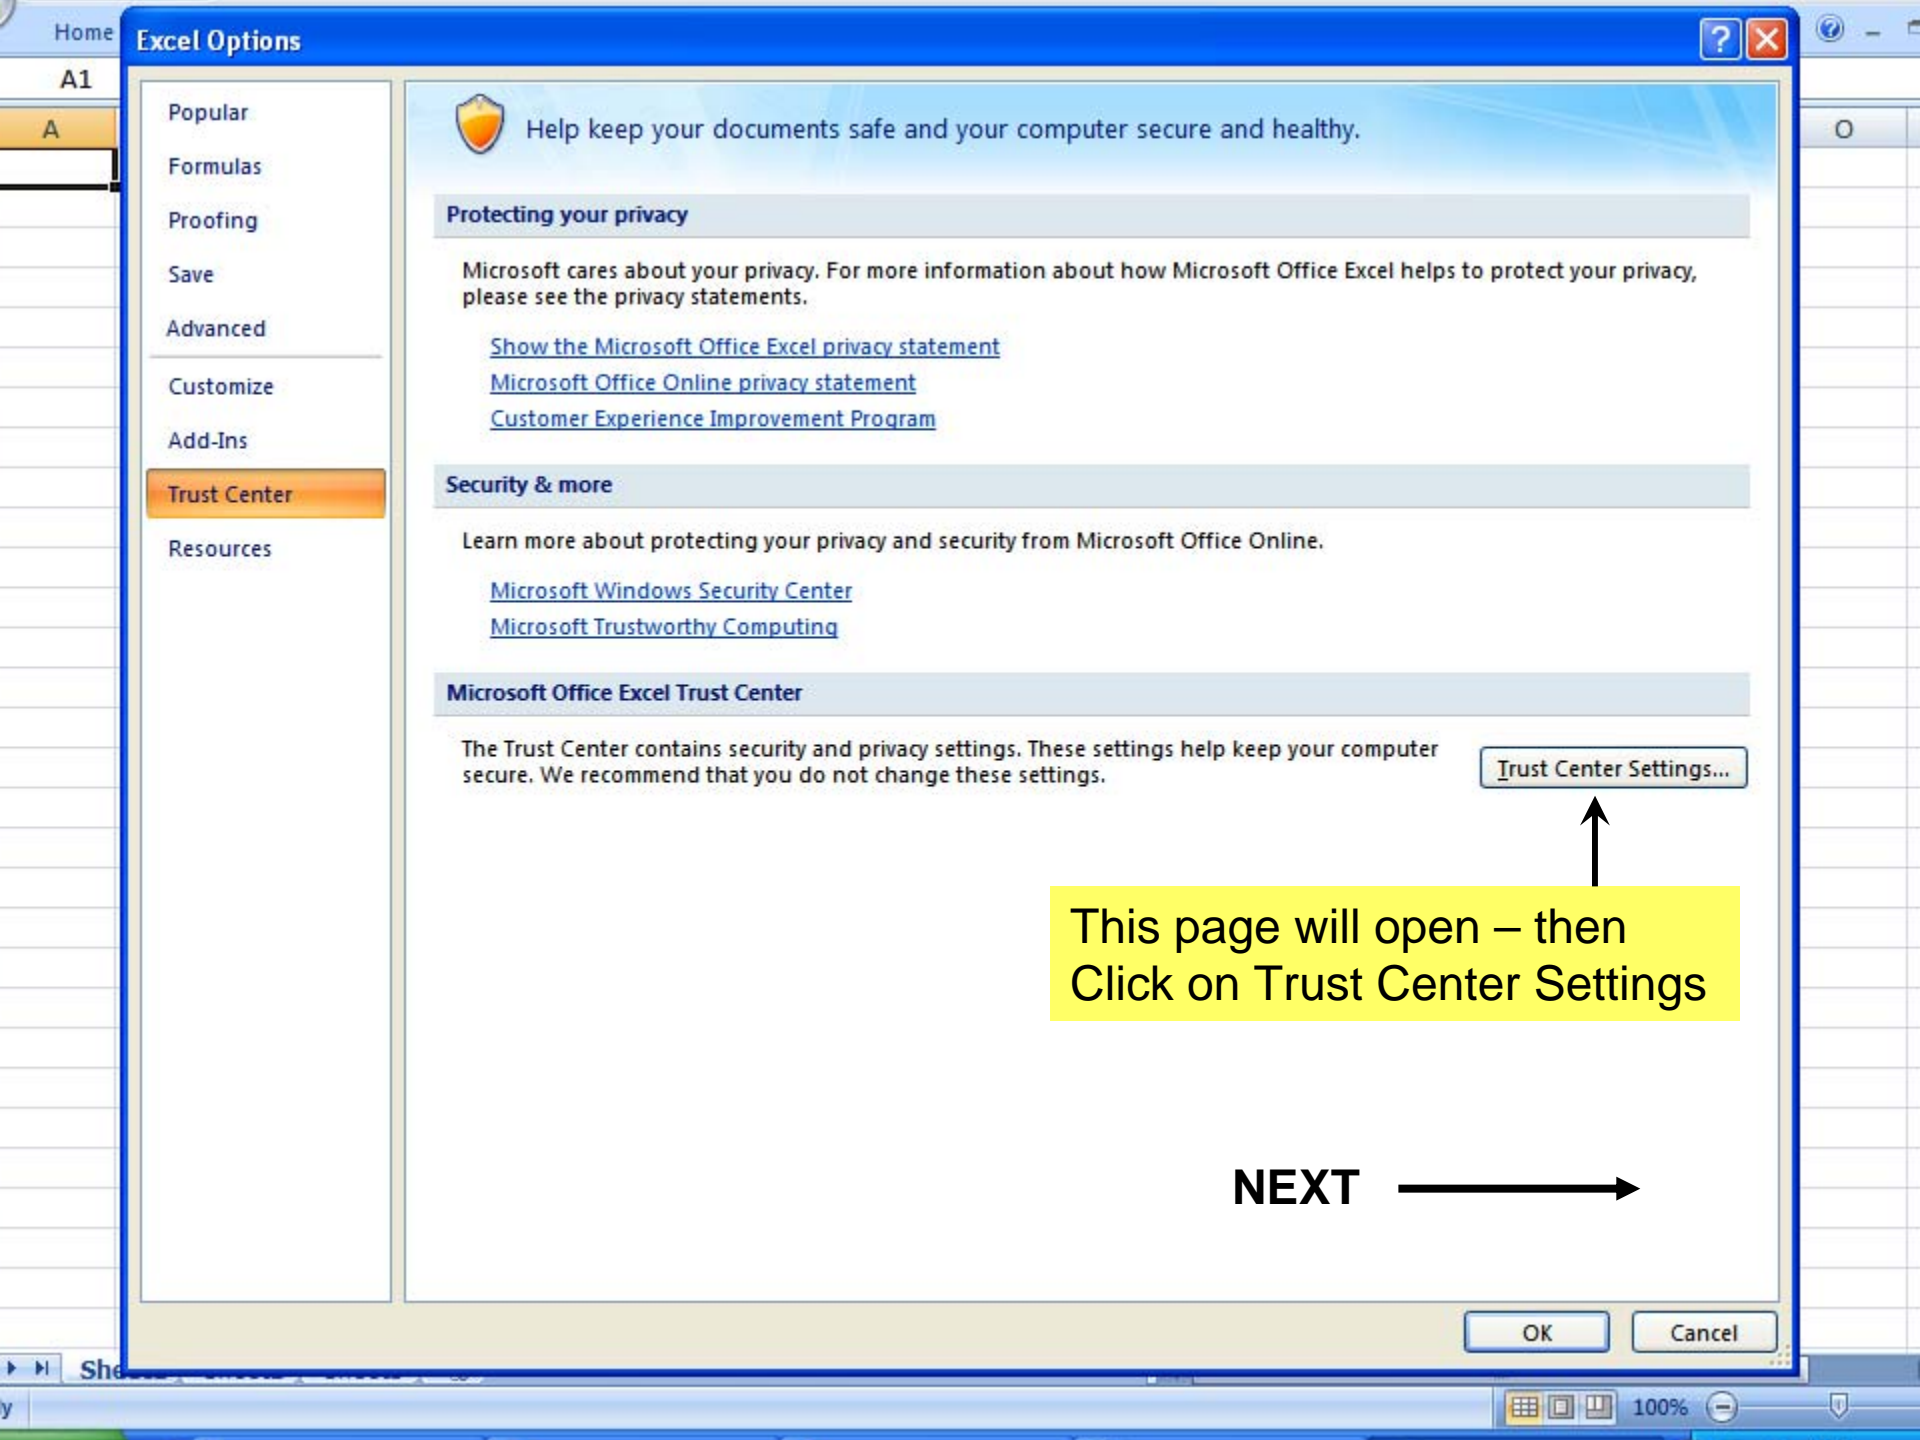 Home
Excel Options
A1
A
O
Popular
Formulas
Proofing
Save
Advanced
Customize
Add-Ins
Trust Center
Resources
Help keep your documents safe and your computer secure and healthy.
Protecting your privacy
Microsoft cares about your privacy. For more information about how Microsoft Office Excel helps to protect your privacy,
please see the privacy statements.
Show the Microsoft Office Excel privacy statement
Microsoft Office Online privacy statement
Customer Experience Improvement Program
Security & more
Learn more about protecting your privacy and security from Microsoft Office Online.
Microsoft Windows Security Center
Microsoft Trustworthy Computing
Microsoft Office Excel Trust Center
The Trust Center contains security and privacy settings. These settings help keep your computer
secure. We recommend that you do not change these settings.
Trust Center Settings...
This page will open – then
Click on Trust Center Settings
NEXT
OK
Cancel
100%